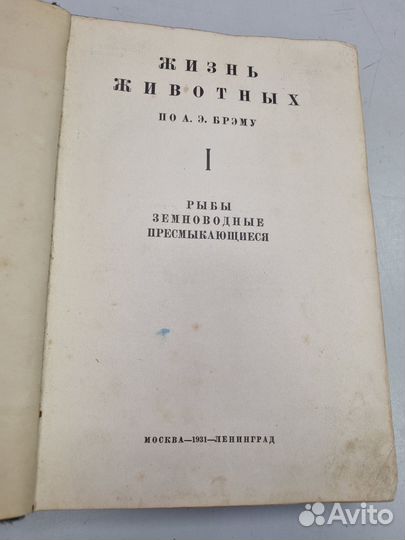 ЖИЗНЬ
ЖИВОТНЫХ
ПО А. Э. БРЭМУ
I
РЫБЫ
ЗЕМНОВОДНЫЕ
ПРЕСМЫКАЮЩИЕСЯ
МОСКВА—1931—ЛЕНИНГРАД
Avito